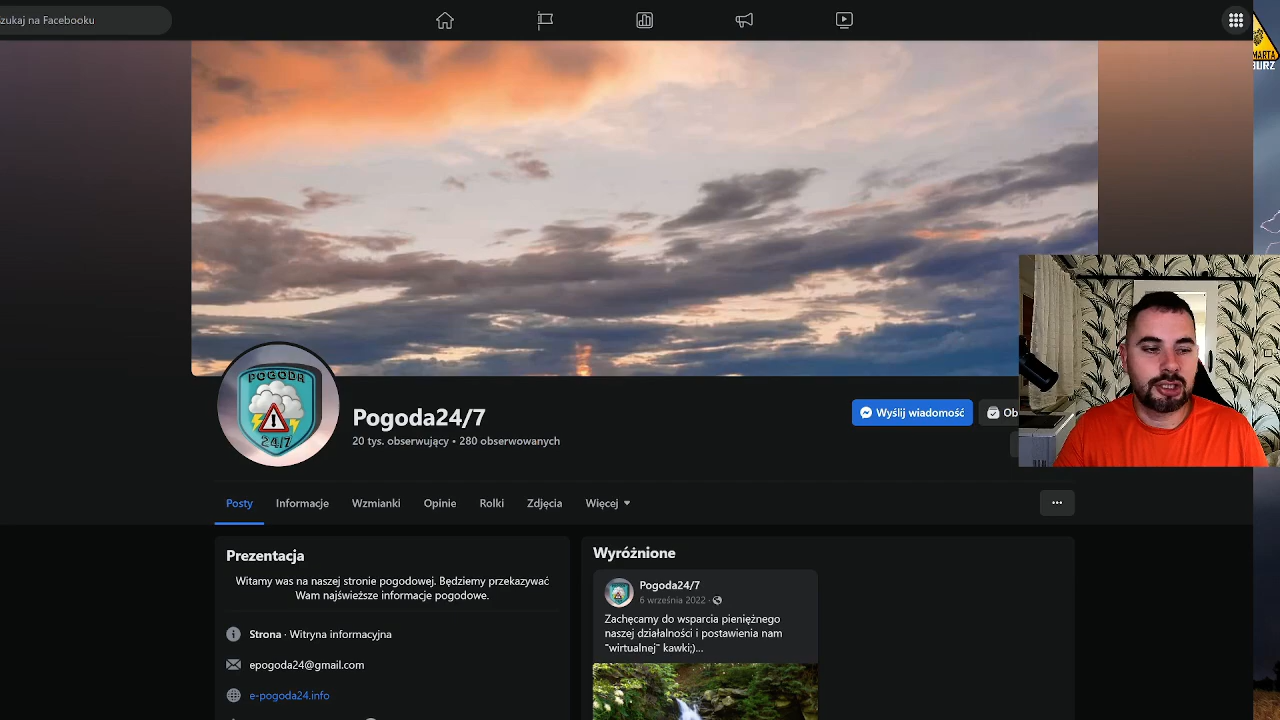 zukaj na Facebooku
MARTA
BURZ
POGODA
24/7
Pogoda24/7
20 tys. obserwujący • 280 obserwowanych
Wyślij wiadomość
Ob
Posty
Informacje
Wzmianki
Opinie
Rolki
Zdjęcia
Więcej
Prezentacja
Witamy was na naszej stronie pogodowej. Będziemy przekazywać
Wam najświeższe informacje pogodowe.
Strona · Witryna informacyjna
epogoda24@gmail.com
e-pogoda24.info
Wyróżnione
Pogoda24/7
6 września 2022 ·
Zachęcamy do wsparcia pieniężnego
naszej działalności i postawienia nam
"wirtualnej" kawki;)...